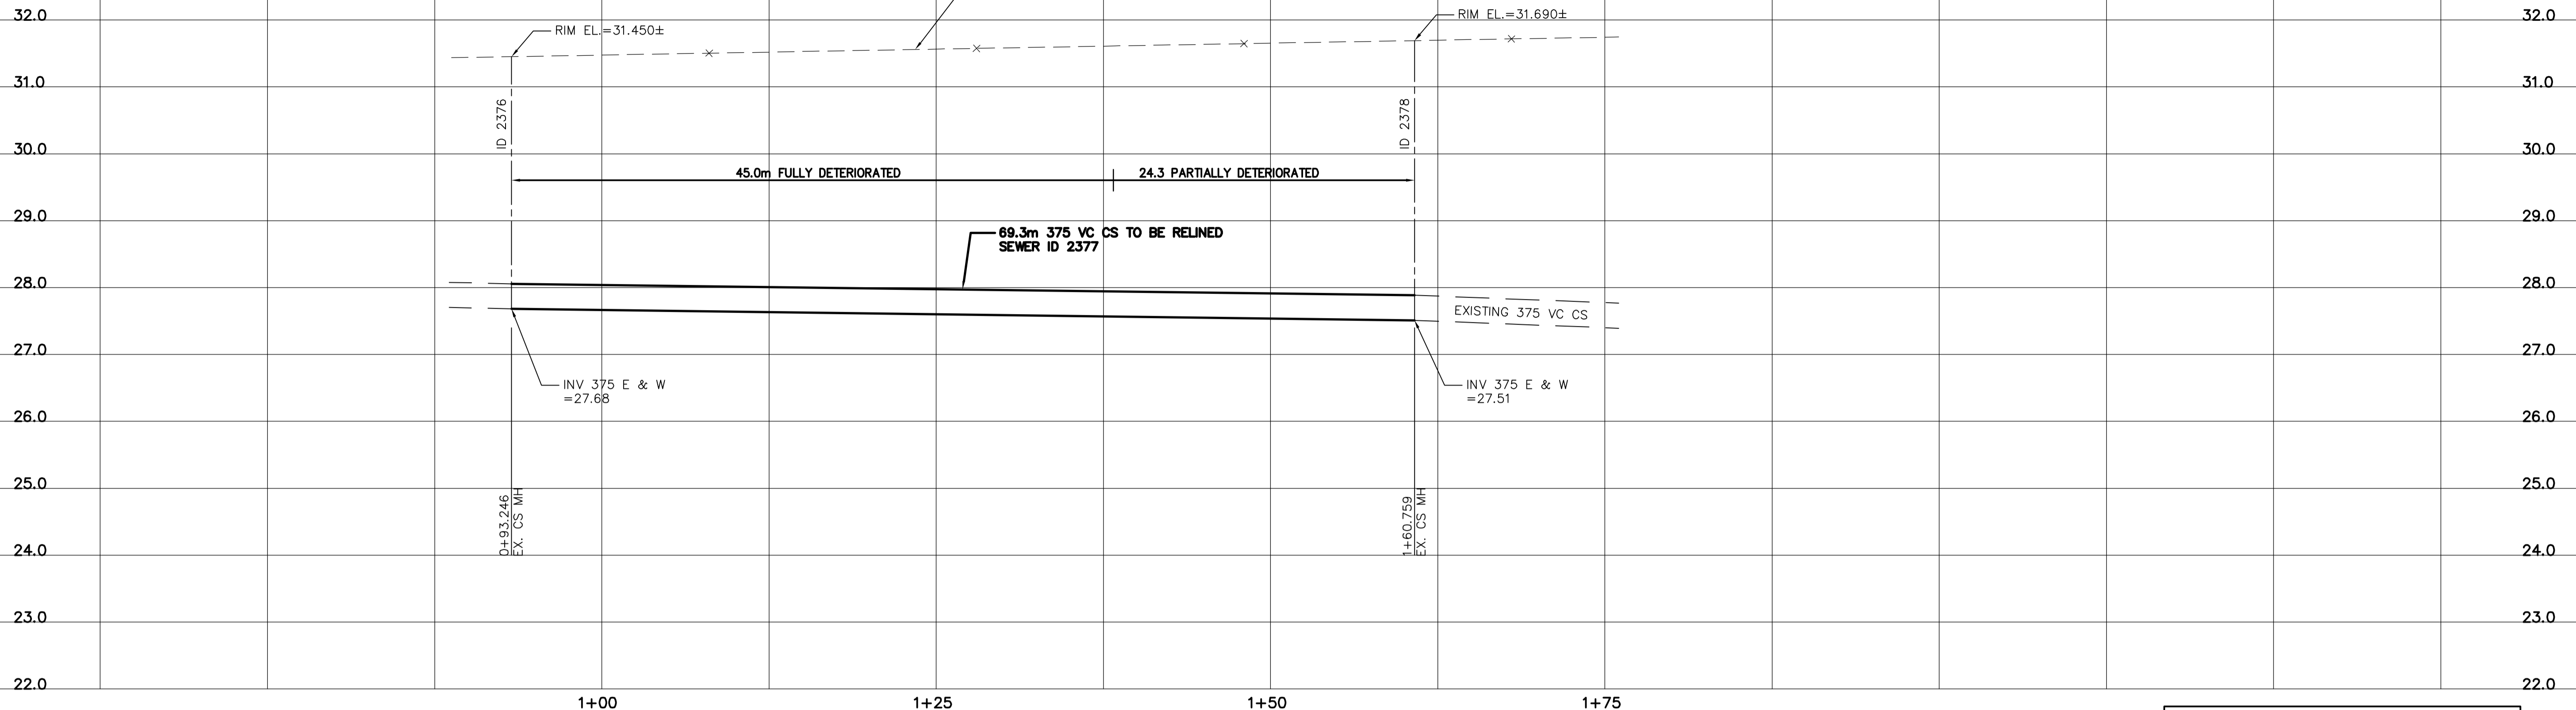 32.0
32.0
RIM EL.=31.450±
RIM EL.=31.690±
31.0
31.0
ID 2376
ID 2378
30.0
30.0
45.0m FULLY DETERIORATED
24.3 PARTIALLY DETERIORATED
29.0
29.0
69.3m 375 VC CS TO BE RELINED
SEWER ID 2377
28.0
28.0
EXISTING 375 VC CS
27.0
27.0
INV 375 E & W
=27.68
INV 375 E & W
=27.51
26.0
26.0
25.0
25.0
0+93.246
EX. CS MH
1+60.759
EX. CS MH
24.0
24.0
23.0
23.0
22.0
22.0
1+00
1+25
1+50
1+75